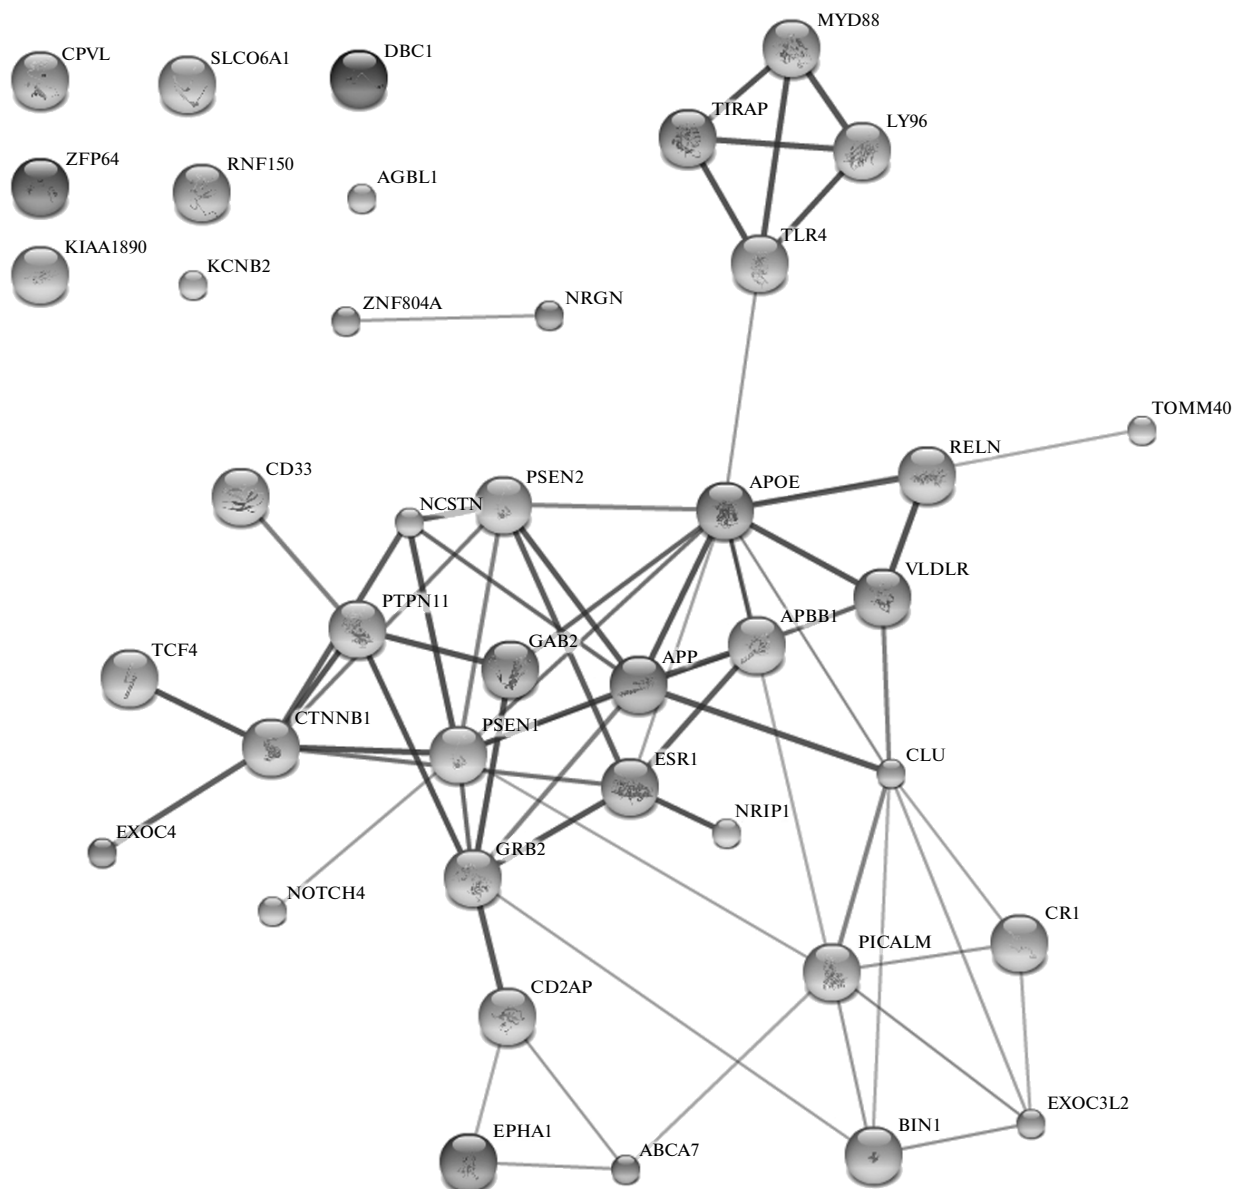 MYD88
CPVL
SLCO6A1
DBC1
TIRAP
LY96
ZFP64
RNF150
AGBL1
TLR4
KIAA1890
KCNB2
ZNF804A
NRGN
TOMM40
RELN
CD33
PSEN2
APOE
NCSTN
VLDLR
PTPN11
APBB1
GAB2
APP
TCF4
CTNNB1
PSEN1
CLU
ESR1
NRIP1
EXOC4
GRB2
NOTCH4
CR1
PICALM
CD2AP
EXOC3L2
BIN1
EPHA1
ABCA7